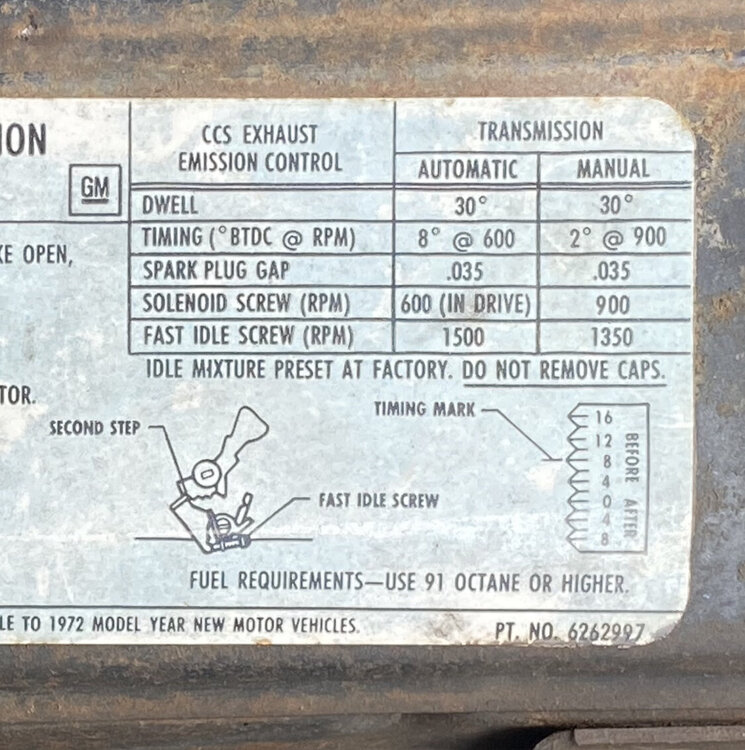 ION
GM
CCS EXHAUST EMISSION CONTROL
TRANSMISSION
AUTOMATIC MANUAL
DWELL 30° 30°
TIMING (°BTDC @ RPM) 8° @ 600 2° @ 900
SPARK PLUG GAP .035 .035
SOLENOID SCREW (RPM) 600 (IN DRIVE) 900
FAST IDLE SCREW (RPM) 1500 1350
KE OPEN,
IDLE MIXTURE PRESET AT FACTORY. DO NOT REMOVE CAPS.
TOR.
SECOND STEP
TIMING MARK
FAST IDLE SCREW
16
12
8
4
0
4
8
BEFORE AFTER
FUEL REQUIREMENTS—USE 91 OCTANE OR HIGHER.
LE TO 1972 MODEL YEAR NEW MOTOR VEHICLES.
PT. NO. 6262997